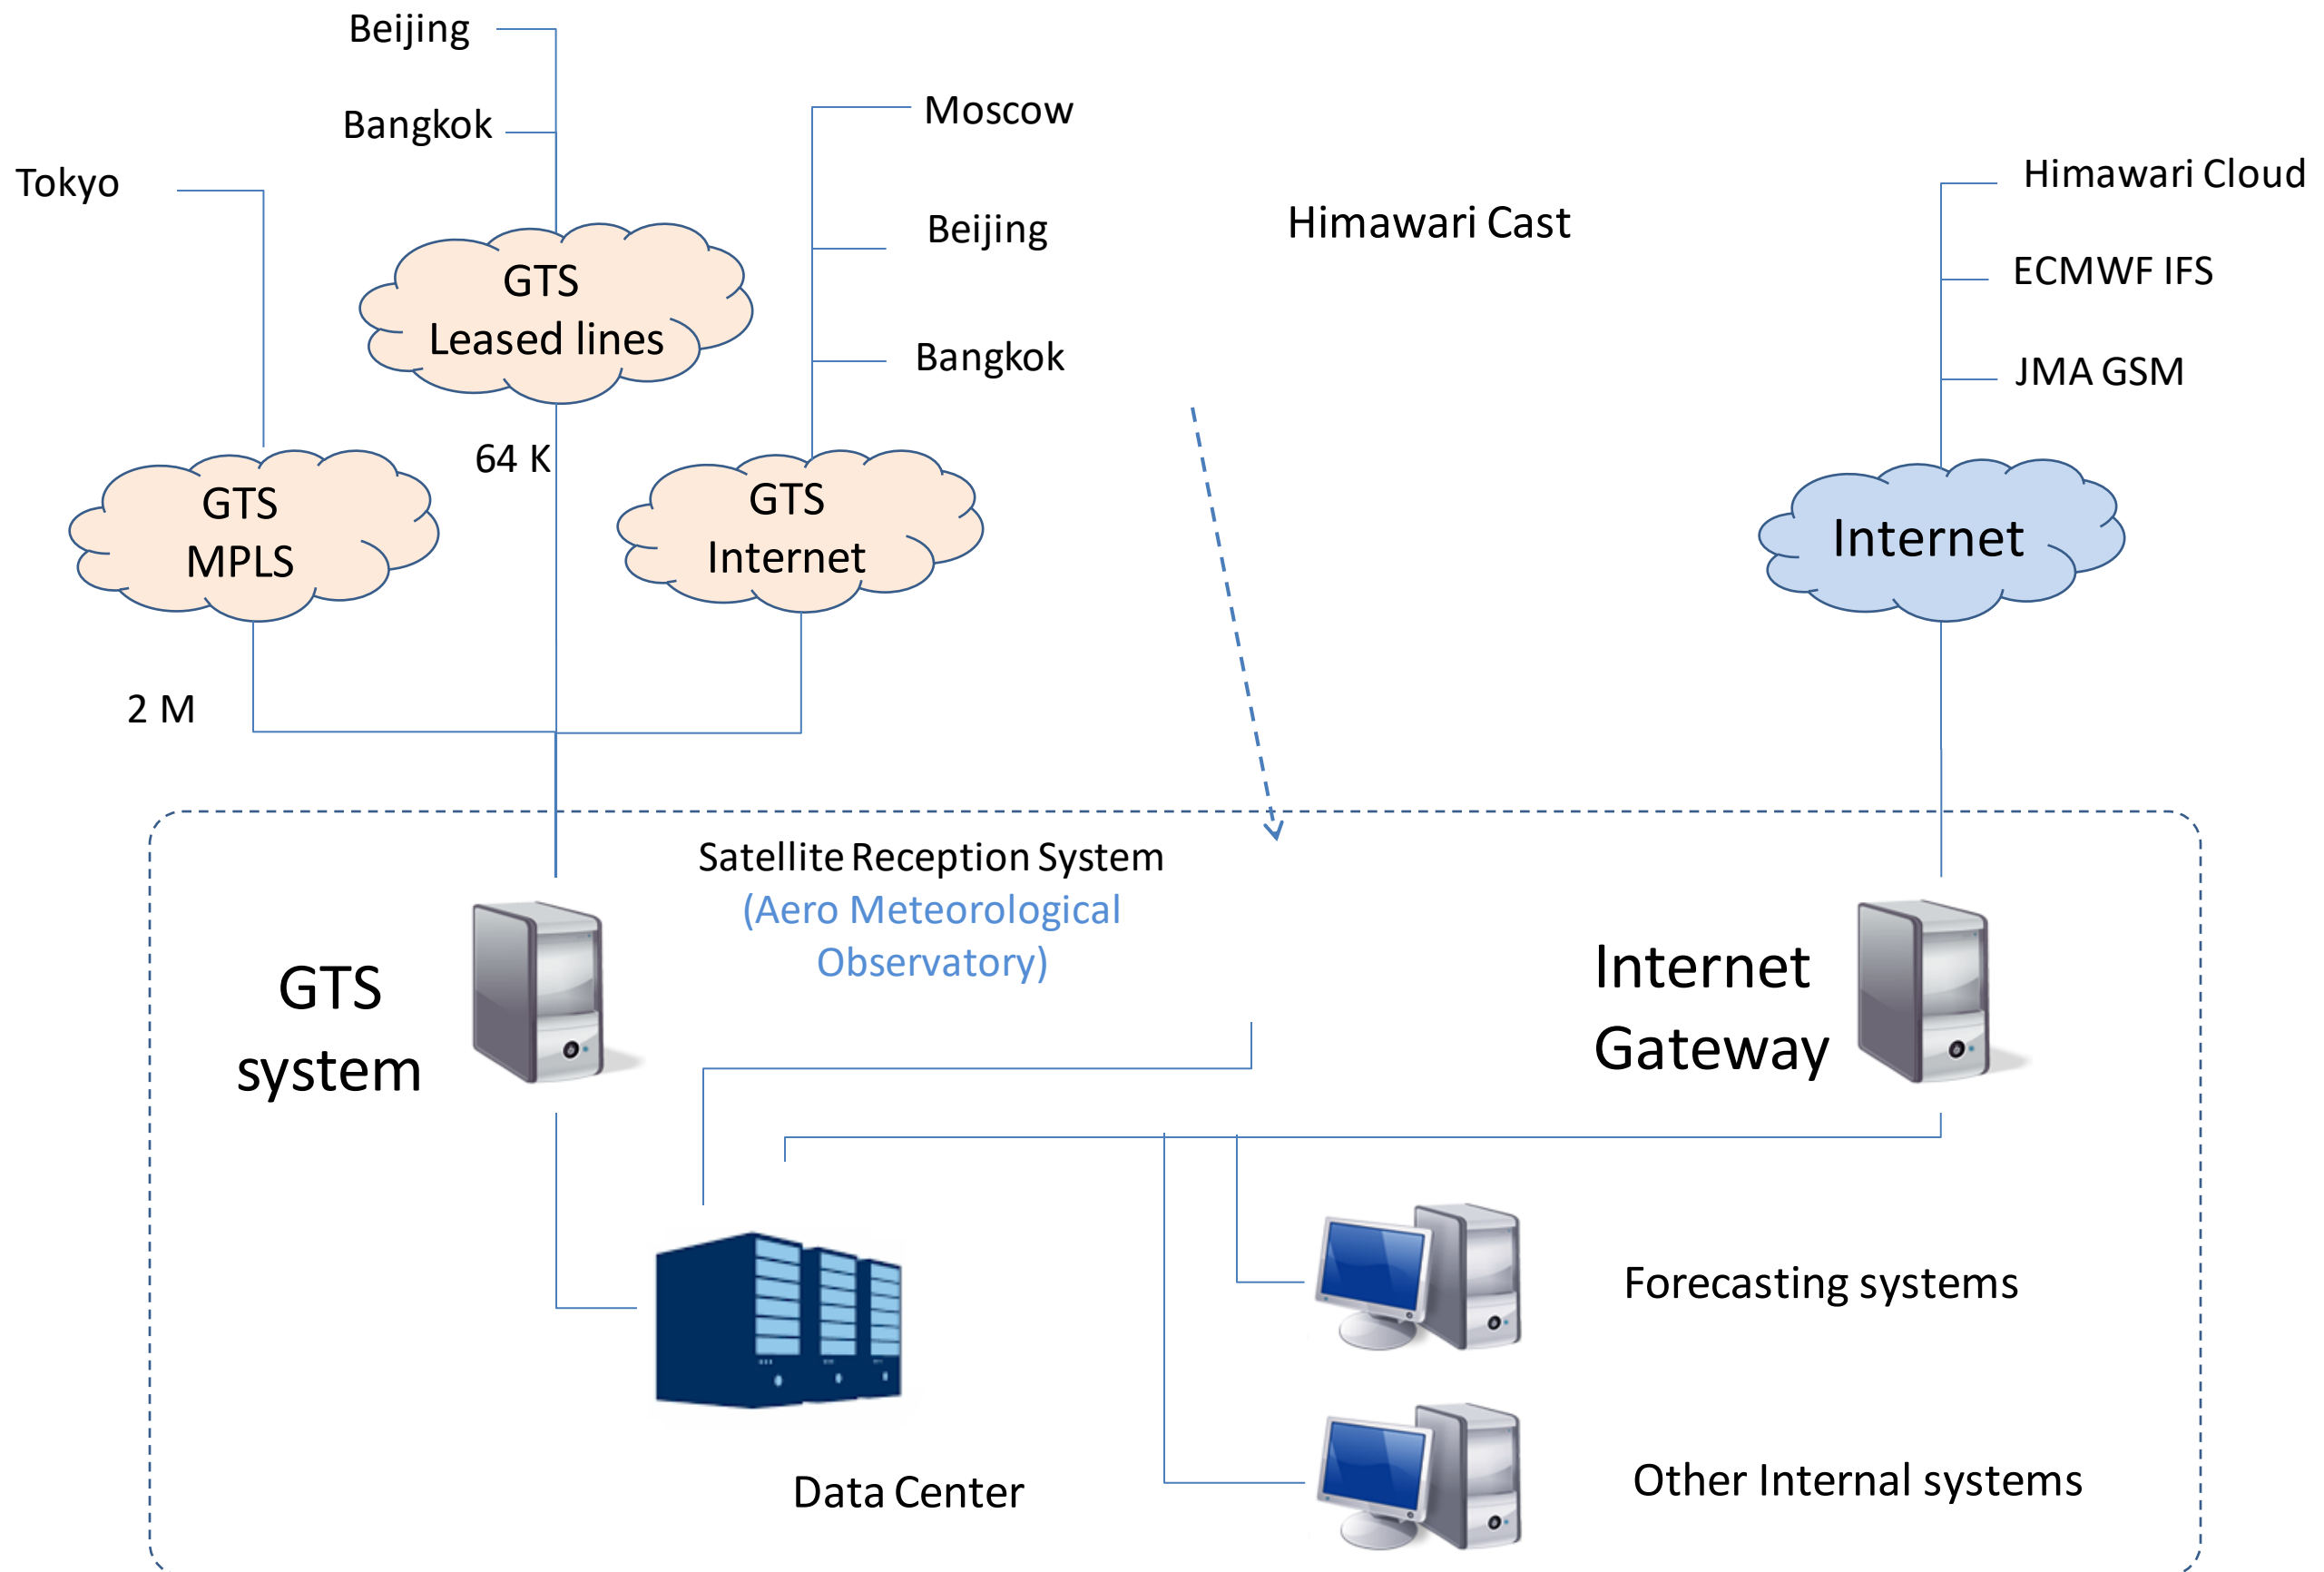 Beijing
Bangkok
Tokyo
Moscow
Beijing
Bangkok
Himawari Cast
Himawari Cloud
ECMWF IFS
JMA GSM
GTS
Leased lines
64 K
GTS
MPLS
GTS
Internet
Internet
2 M
Satellite Reception System
(Aero Meteorological
Observatory)
GTS
system
Internet
Gateway
Forecasting systems
Other Internal systems
Data Center